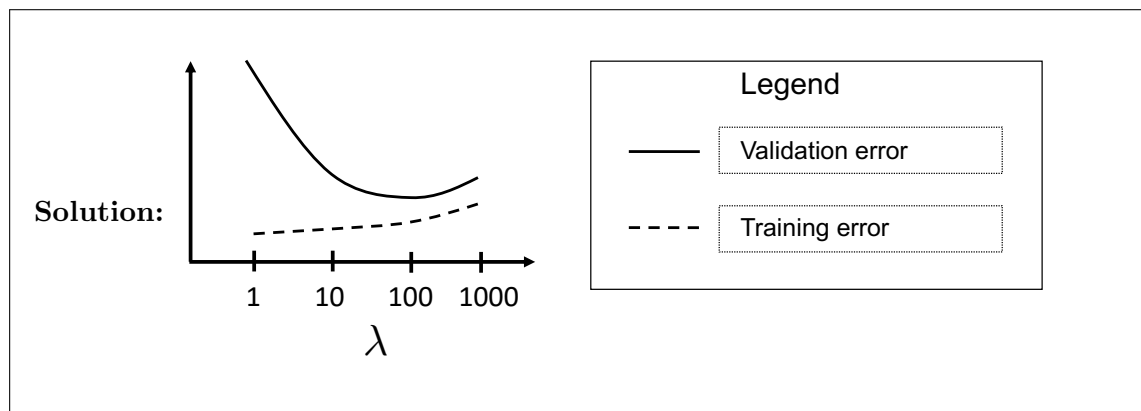 Legend
Validation error
Training error
Solution:
1 10 100 1000
λ